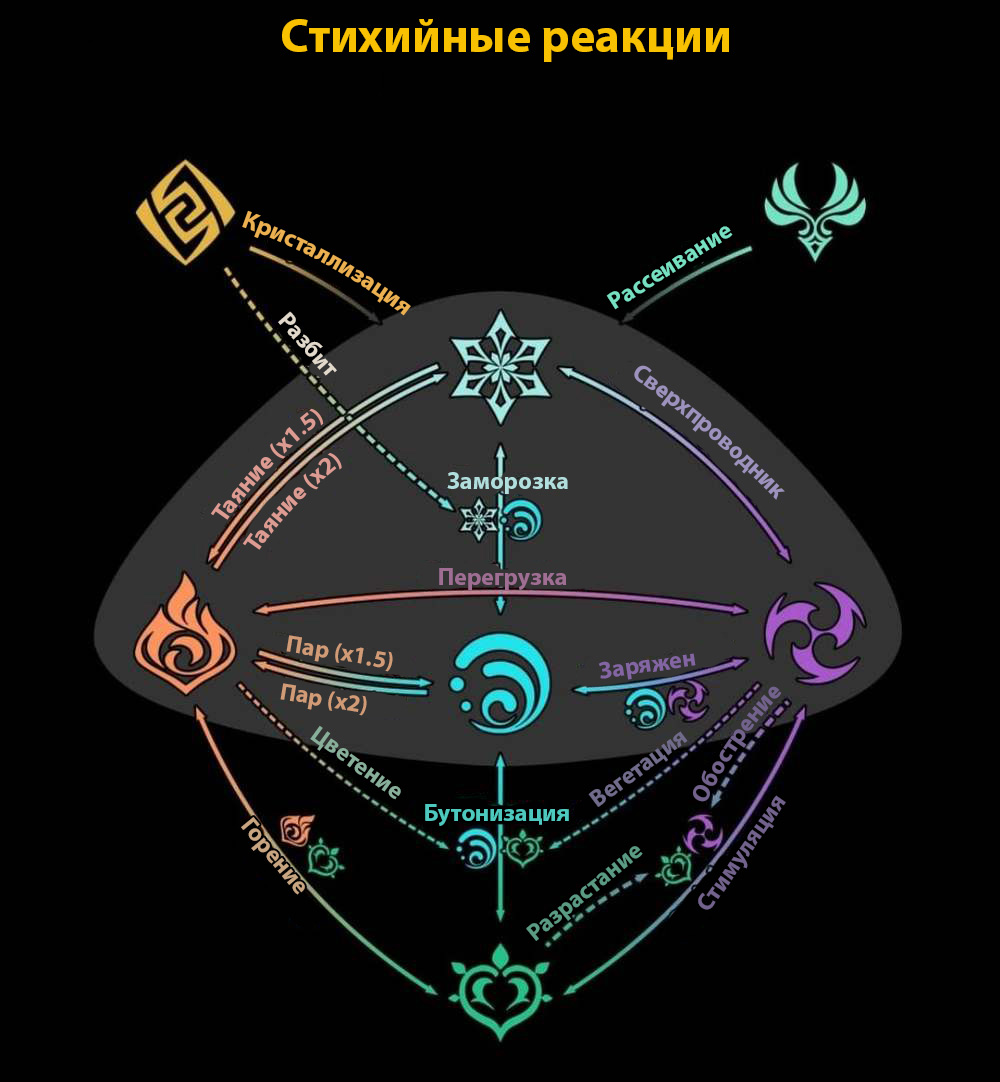 Стихийные реакции
Кристаллизация
Рассеивание
Разбит
Сверхпроводник
Таяние (x1.5)
Таяние (x2)
Заморозка
Перегрузка
Пар (x1.5)
Заряжен
Пар (x2)
Цветение
Вегетация
Обострение
Бутонизация
Горение
Разрастание
Стимуляция